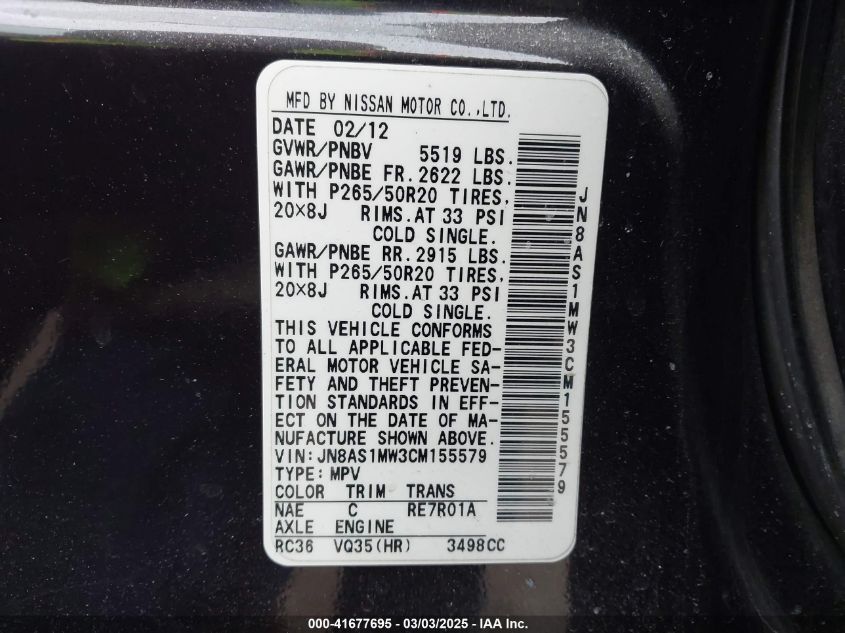 MFD BY NISSAN MOTOR CO.,LTD.
DATE 02/12
GVWR/PNBV 5519 LBS.
GAWR/PNBE FR. 2622 LBS.
WITH P265/50R20 TIRES,
20×8J RIMS.AT 33 PSI
COLD SINGLE.
GAWR/PNBE RR. 2915 LBS.
WITH P265/50R20 TIRES,
20×8J RIMS.AT 33 PSI
COLD SINGLE.
THIS VEHICLE CONFORMS
TO ALL APPLICABLE FED-
ERAL MOTOR VEHICLE SA-
FETY AND THEFT PREVEN-
TION STANDARDS IN EFF-
ECT ON THE DATE OF MA-
NUFACTURE SHOWN ABOVE.
VIN: JN8AS1MW3CM155579
TYPE: MPV
COLOR TRIM TRANS
NAE C RE7R01A
AXLE ENGINE
RC36 VQ35(HR) 3498CC
JN8AS1MW3CM155579
000-41677695 - 03/03/2025 - IAA Inc.